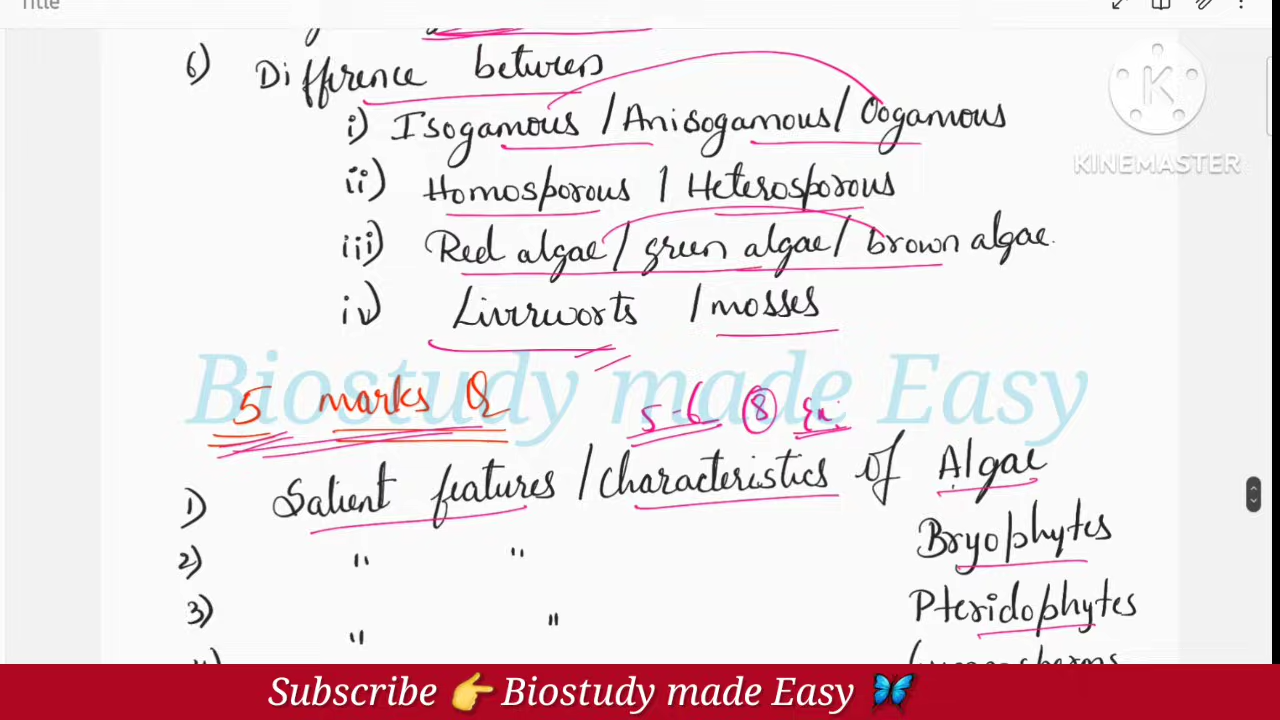 Title
6) Difference between
i) Isogamous / Anisogamous / Oogamous
KINEMASTER
ii) Homosporous / Heterosporous
iii) Red algae / green algae / brown algae.
iv) Liverworts / mosses
Biostudy made Easy
5 marks Q 5-6 8
1) Salient features / characteristics of Algae
2) " " Bryophytes
3) " " Pteridophytes
4)
Subscribe 👉 Biostudy made Easy 🦋